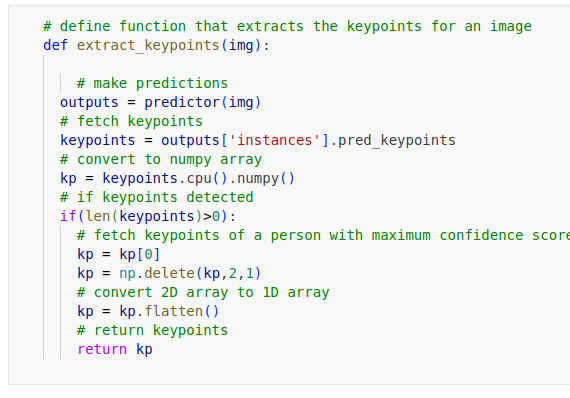 # define function that extracts the keypoints for an image
def extract_keypoints(img):
# make predictions
outputs = predictor(img)
# fetch keypoints
keypoints = outputs['instances'].pred_keypoints
# convert to numpy array
kp = keypoints.cpu().numpy()
# if keypoints detected
if(len(keypoints)>0):
# fetch keypoints of a person with maximum confidence score
kp = kp[0]
kp = np.delete(kp,2,1)
# convert 2D array to 1D array
kp = kp.flatten()
# return keypoints
return kp